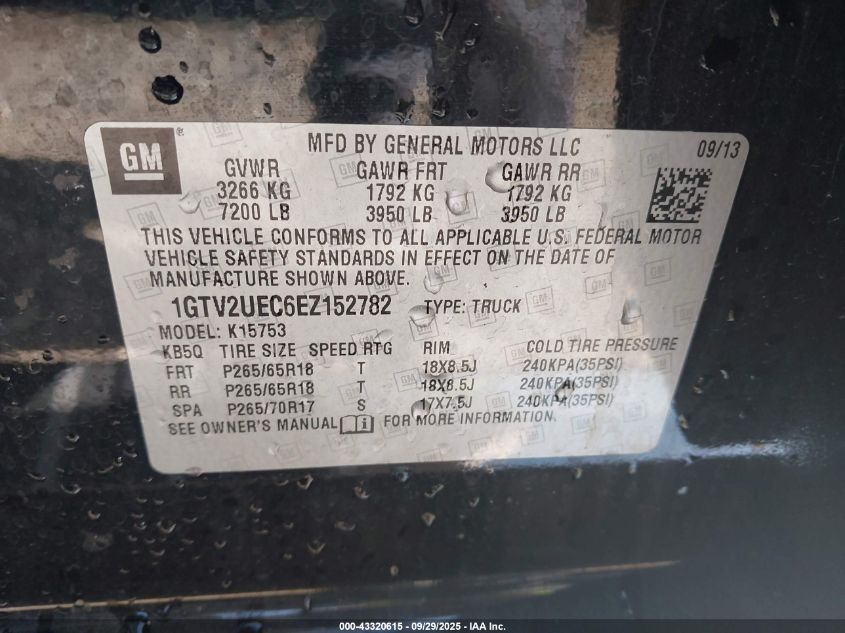 GM
MFD BY GENERAL MOTORS LLC 09/13
GVWR GAWR FRT GAWR RR
3266 KG 1792 KG 1792 KG
7200 LB 3950 LB 3950 LB
THIS VEHICLE CONFORMS TO ALL APPLICABLE U.S. FEDERAL MOTOR
VEHICLE SAFETY STANDARDS IN EFFECT ON THE DATE OF
MANUFACTURE SHOWN ABOVE.
1GTV2UEC6EZ152782 TYPE: TRUCK
MODEL: K15753
KB5Q TIRE SIZE SPEED RTG RIM COLD TIRE PRESSURE
FRT P265/65R18 T 18X8.5J 240KPA(35PSI)
RR P265/65R18 T 18X8.5J 240KPA(35PSI)
SPA P265/70R17 S 17X7.5J 240KPA(35PSI)
SEE OWNER'S MANUAL FOR MORE INFORMATION.
000-43320615 - 09/29/2025 - IAA Inc.